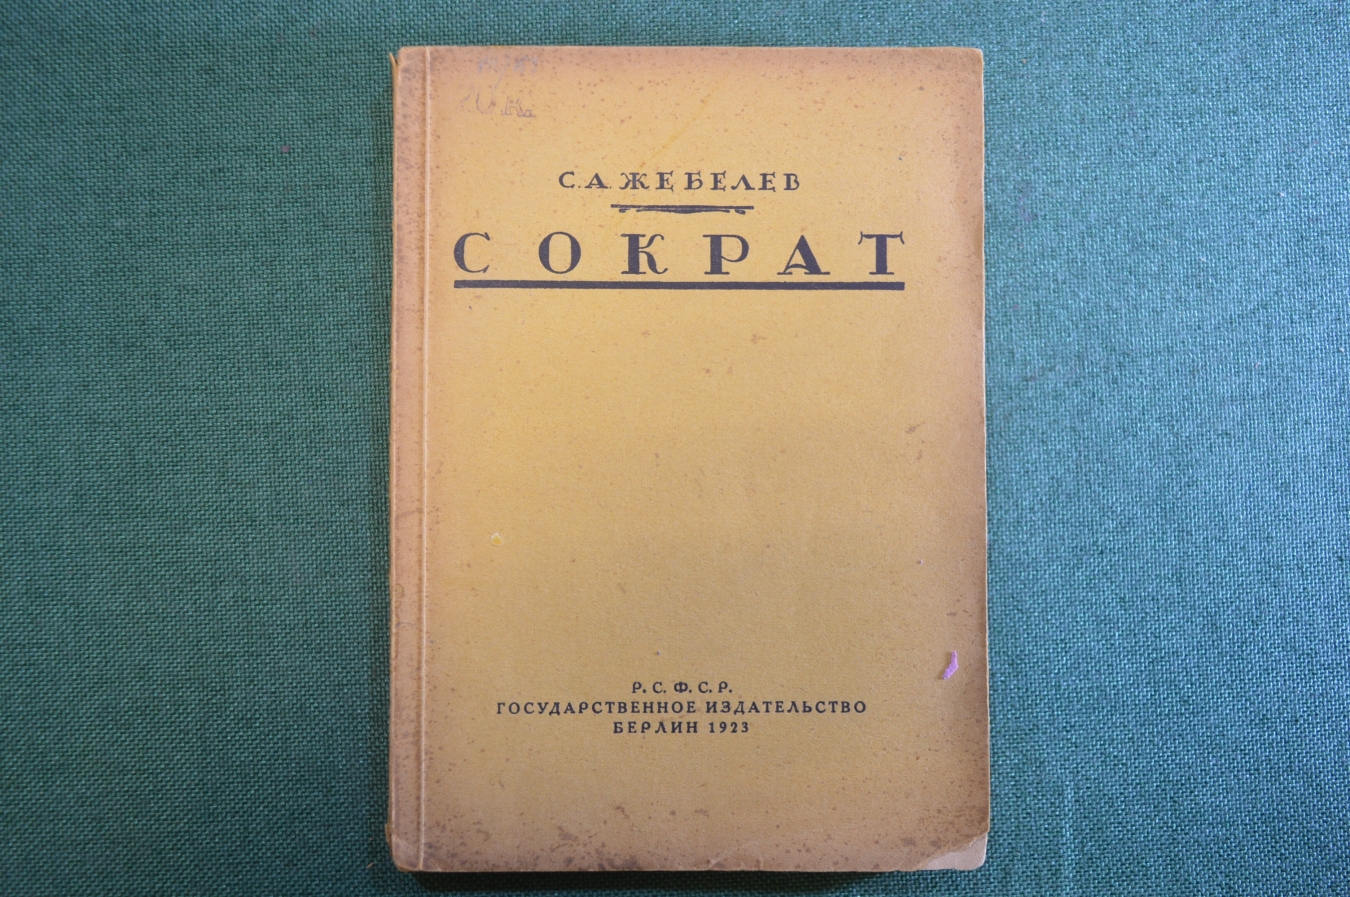 С. А. ЖЕБЕЛЕВ
СОКРАТ
Р. С. Ф. С. Р.
ГОСУДАРСТВЕННОЕ ИЗДАТЕЛЬСТВО
БЕРЛИН 1923